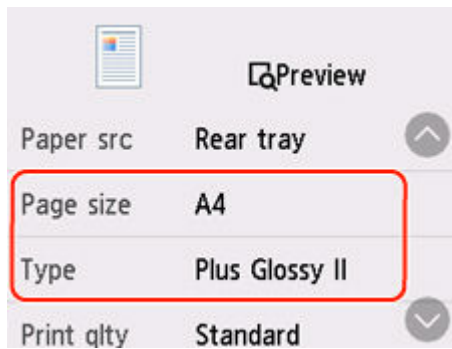 Preview
Paper src Rear tray
Page size A4
Type Plus Glossy II
Print qlty Standard